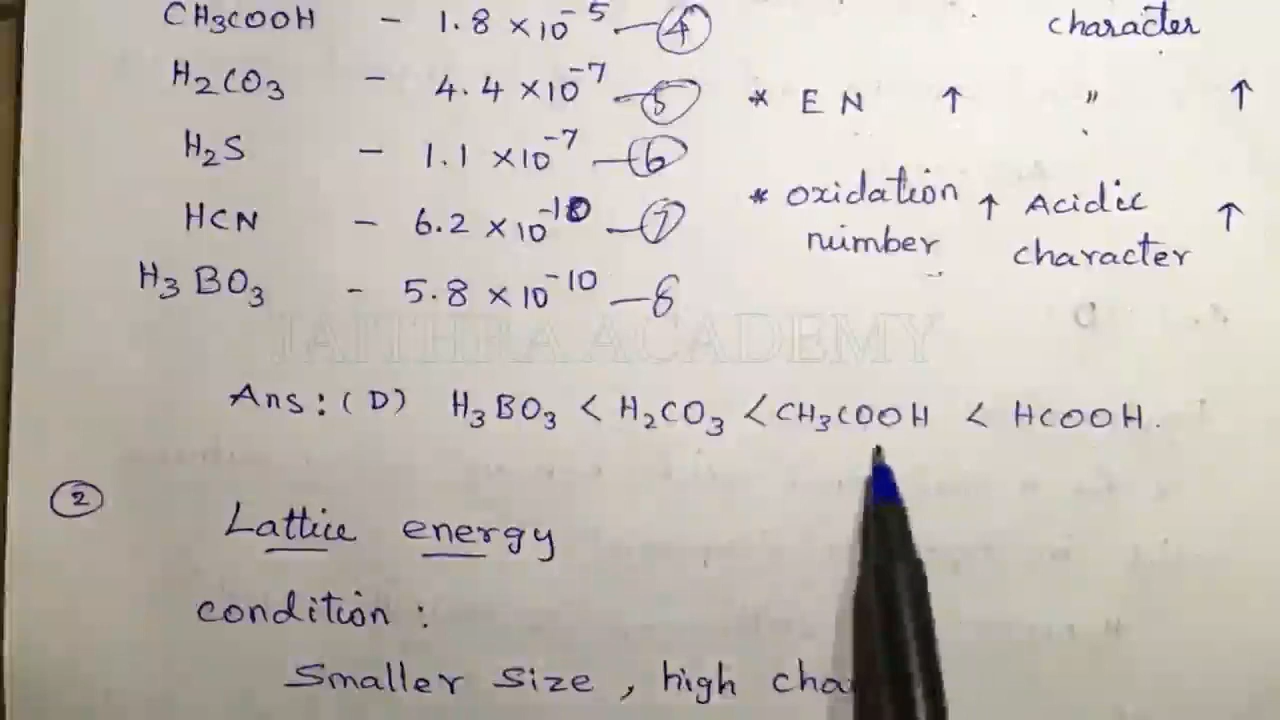 CH₃COOH - 1.8 × 10⁻⁵ — ④ character
H₂CO₃ - 4.4 × 10⁻⁷ — ⑤ * EN ↑ " ↑
H₂S - 1.1 × 10⁻⁷ — ⑥
HCN - 6.2 × 10⁻¹⁰ — ⑦ * Oxidation number ↑ Acidic character ↑
H₃BO₃ - 5.8 × 10⁻¹⁰ — 8
JAITHRA ACADEMY
Ans : (D) H₃BO₃ < H₂CO₃ < CH₃COOH < HCOOH.
② Lattice energy
condition :
Smaller size , high cha